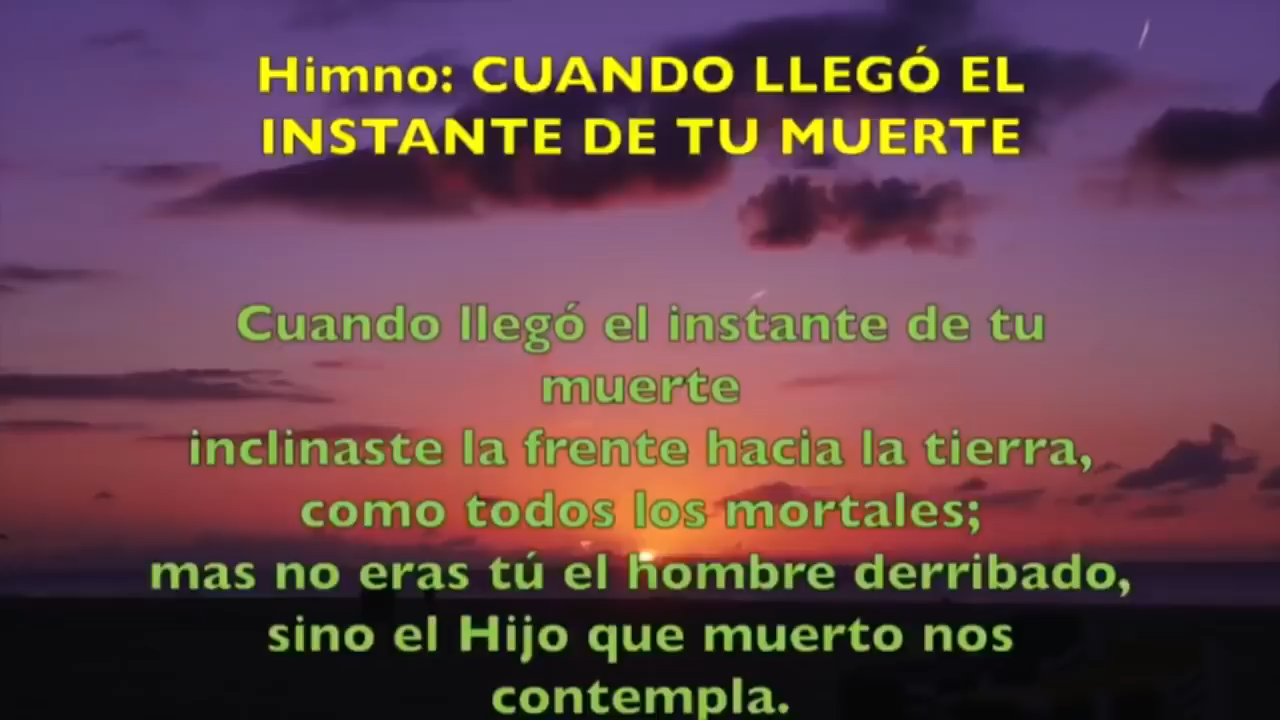 Himno: CUANDO LLEGÓ EL
INSTANTE DE TU MUERTE
Cuando llegó el instante de tu
muerte
inclinaste la frente hacia la tierra,
como todos los mortales;
mas no eras tú el hombre derribado,
sino el Hijo que muerto nos
contempla.